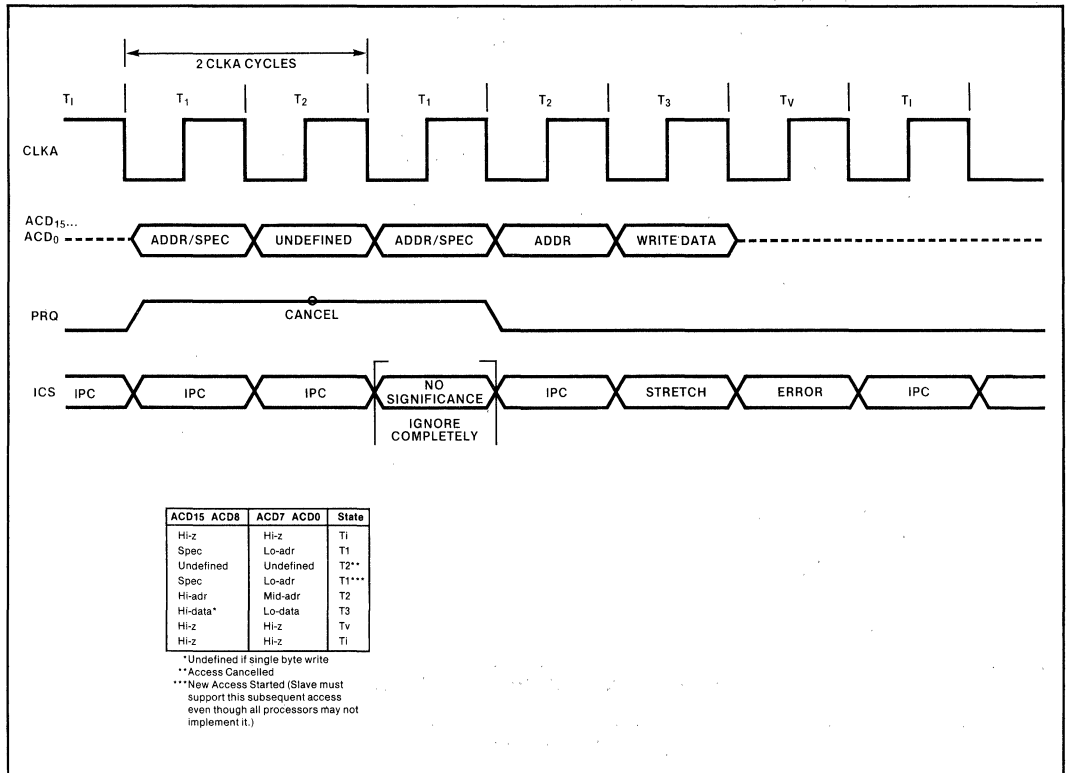 2 CLKA CYCLES
TI T1 T2 T1 T2 T3 TV TI
CLKA
ACD15...
ACD0 ADDR/SPEC UNDEFINED ADDR/SPEC ADDR WRITE DATA
PRQ CANCEL
ICS IPC IPC IPC NO SIGNIFICANCE IPC STRETCH ERROR IPC
IGNORE
COMPLETELY
ACD15 ACD8 ACD7 ACD0 State
Hi-z Hi-z Ti
Spec Lo-adr T1
Undefined Undefined T2**
Spec Lo-adr T1***
Hi-adr Mid-adr T2
Hi-data* Lo-data T3
Hi-z Hi-z Tv
Hi-z Hi-z Ti
*Undefined if single byte write
**Access Cancelled
***New Access Started (Slave must
support this subsequent access
even though all processors may not
implement it.)